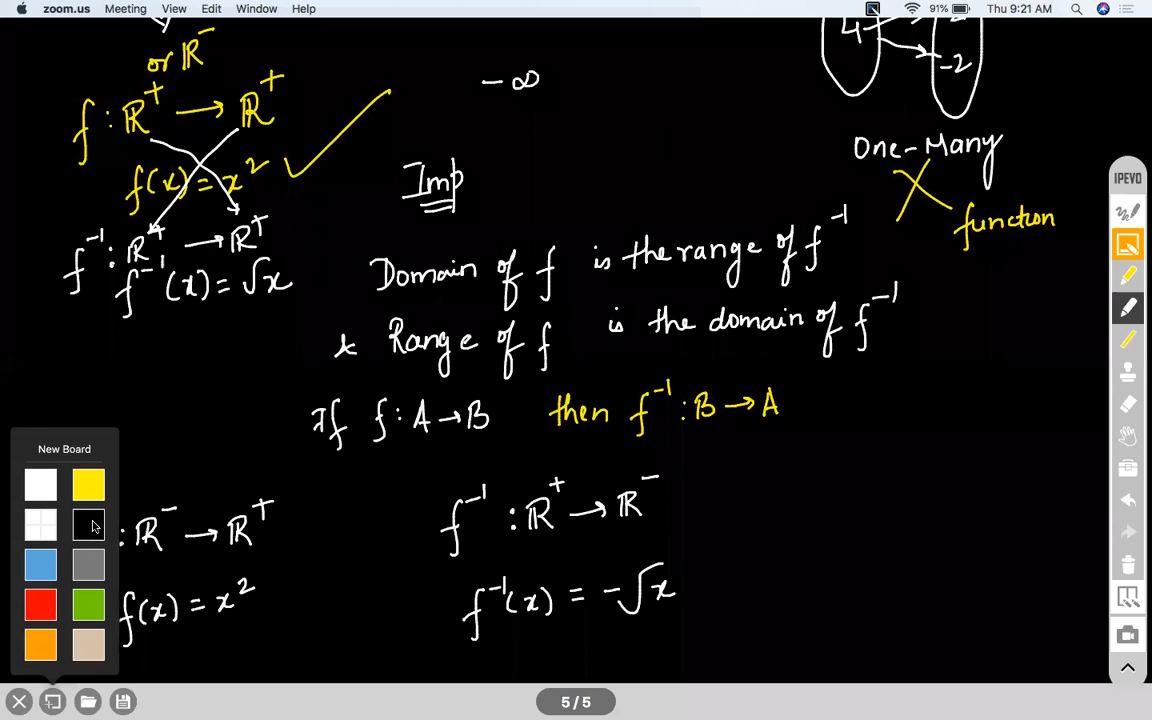 zoom.us Meeting View Edit Window Help 91% Thu 9:21 AM
or ℝ⁻
f : ℝ⁺ → ℝ⁺
f(x) = x²
f⁻¹ : ℝ⁺ → ℝ⁺
f⁻¹(x) = √x
-∞
Imp
4
-2
One-Many
function
Domain of f is the range of f⁻¹
& Range of f is the domain of f⁻¹
If f : A → B then f⁻¹ : B → A
: ℝ⁻ → ℝ⁺
f(x) = x²
f⁻¹ : ℝ⁺ → ℝ⁻
f⁻¹(x) = -√x
New Board
IPEVO
5/5